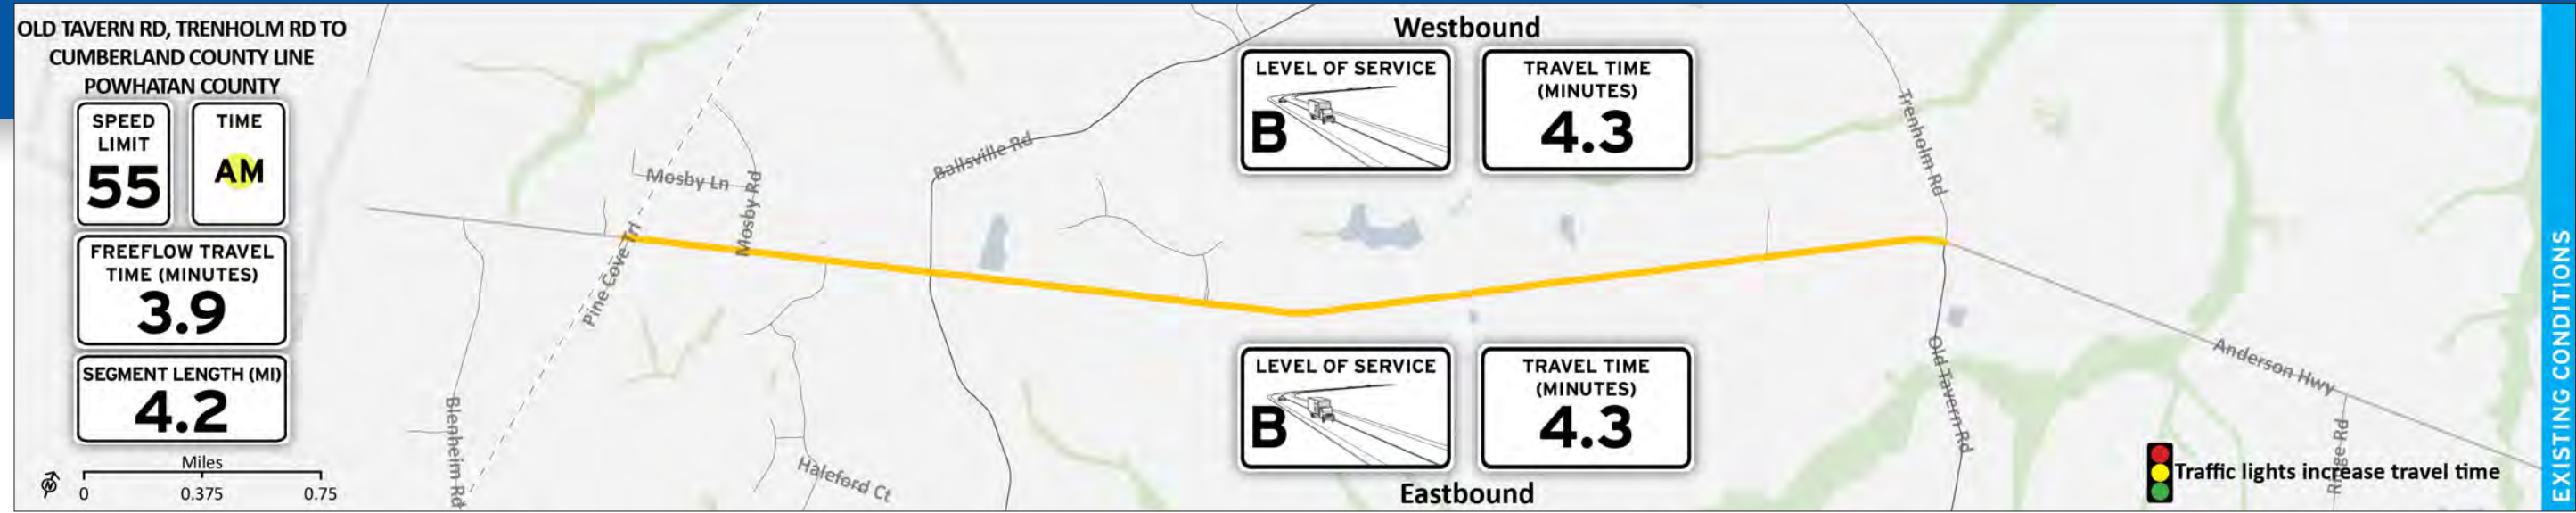 OLD TAVERN RD, TRENHOLM RD TO
CUMBERLAND COUNTY LINE
POWHATAN COUNTY
SPEED
LIMIT
55
TIME
AM
FREEFLOW TRAVEL
TIME (MINUTES)
3.9
SEGMENT LENGTH (MI)
4.2
Miles
0 0.375 0.75
N
Westbound
LEVEL OF SERVICE
B
TRAVEL TIME
(MINUTES)
4.3
Mosby Ln
Mosby Rd
Pine Cove Trl
Ballsville Rd
Trenholm Rd
Blenheim Rd
Haleford Ct
LEVEL OF SERVICE
B
TRAVEL TIME
(MINUTES)
4.3
Eastbound
Old Tavern Rd
Anderson Hwy
Ridge Rd
Traffic lights increase travel time
EXISTING CONDITIONS